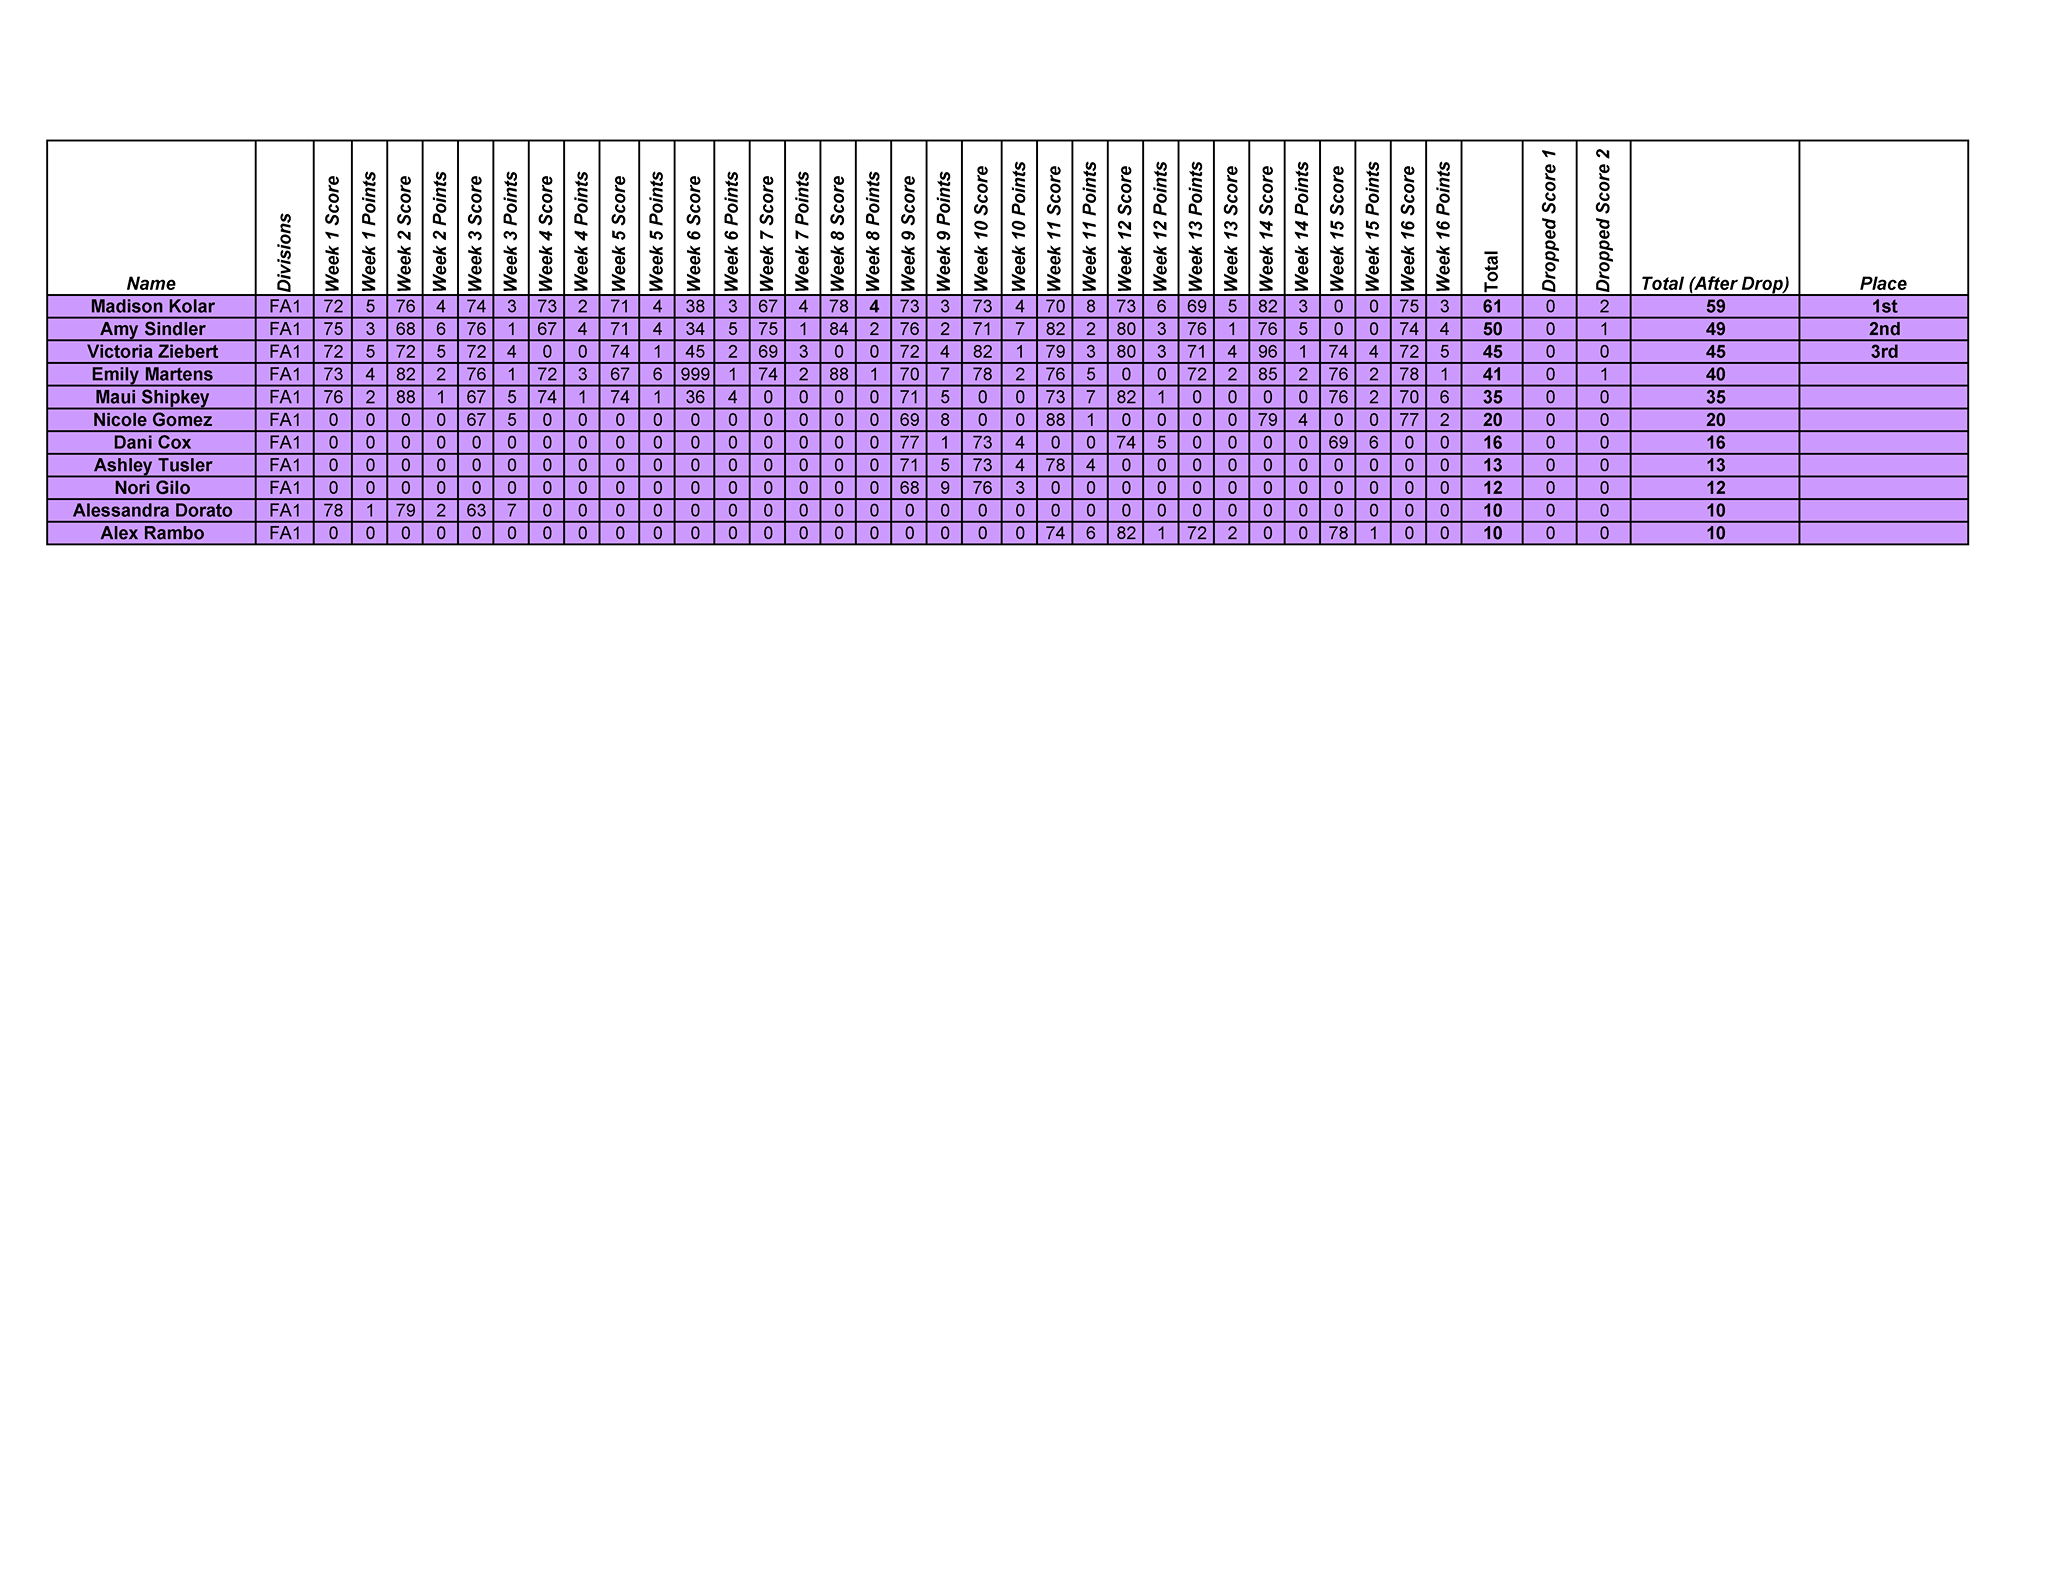 Name Divisions Week 1 Score Week 1 Points Week 2 Score Week 2 Points Week 3 Score Week 3 Points Week 4 Score Week 4 Points Week 5 Score Week 5 Points Week 6 Score Week 6 Points Week 7 Score Week 7 Points Week 8 Score Week 8 Points Week 9 Score Week 9 Points Week 10 Score Week 10 Points Week 11 Score Week 11 Points Week 12 Score Week 12 Points Week 13 Points Week 13 Score Week 14 Score Week 14 Points Week 15 Score Week 15 Points Week 16 Score Week 16 Points Total Dropped Score 1 Dropped Score 2 Total (After Drop) Place
Madison Kolar FA1 72 5 76 4 74 3 73 2 71 4 38 3 67 4 78 4 73 3 73 4 70 8 73 6 69 5 82 3 0 0 75 3 61 0 2 59 1st
Amy Sindler FA1 75 3 68 6 76 1 67 4 71 4 34 5 75 1 84 2 76 2 71 7 82 2 80 3 76 1 76 5 0 0 74 4 50 0 1 49 2nd
Victoria Ziebert FA1 72 5 72 5 72 4 0 0 74 1 45 2 69 3 0 0 72 4 82 1 79 3 80 3 71 4 96 1 74 4 72 5 45 0 0 45 3rd
Emily Martens FA1 73 4 82 2 76 1 72 3 67 6 999 1 74 2 88 1 70 7 78 2 76 5 0 0 72 2 85 2 76 2 78 1 41 0 1 40
Maui Shipkey FA1 76 2 88 1 67 5 74 1 74 1 36 4 0 0 0 0 71 5 0 0 73 7 82 1 0 0 0 0 76 2 70 6 35 0 0 35
Nicole Gomez FA1 0 0 0 0 67 5 0 0 0 0 0 0 0 0 0 0 69 8 0 0 88 1 0 0 0 0 79 4 0 0 77 2 20 0 0 20
Dani Cox FA1 0 0 0 0 0 0 0 0 0 0 0 0 0 0 0 0 77 1 73 4 0 0 74 5 0 0 0 0 69 6 0 0 16 0 0 16
Ashley Tusler FA1 0 0 0 0 0 0 0 0 0 0 0 0 0 0 0 0 71 5 73 4 78 4 0 0 0 0 0 0 0 0 0 0 13 0 0 13
Nori Gilo FA1 0 0 0 0 0 0 0 0 0 0 0 0 0 0 0 0 68 9 76 3 0 0 0 0 0 0 0 0 0 0 0 0 12 0 0 12
Alessandra Dorato FA1 78 1 79 2 63 7 0 0 0 0 0 0 0 0 0 0 0 0 0 0 0 0 0 0 0 0 0 0 0 0 0 0 10 0 0 10
Alex Rambo FA1 0 0 0 0 0 0 0 0 0 0 0 0 0 0 0 0 0 0 0 0 74 6 82 1 72 2 0 0 78 1 0 0 10 0 0 10